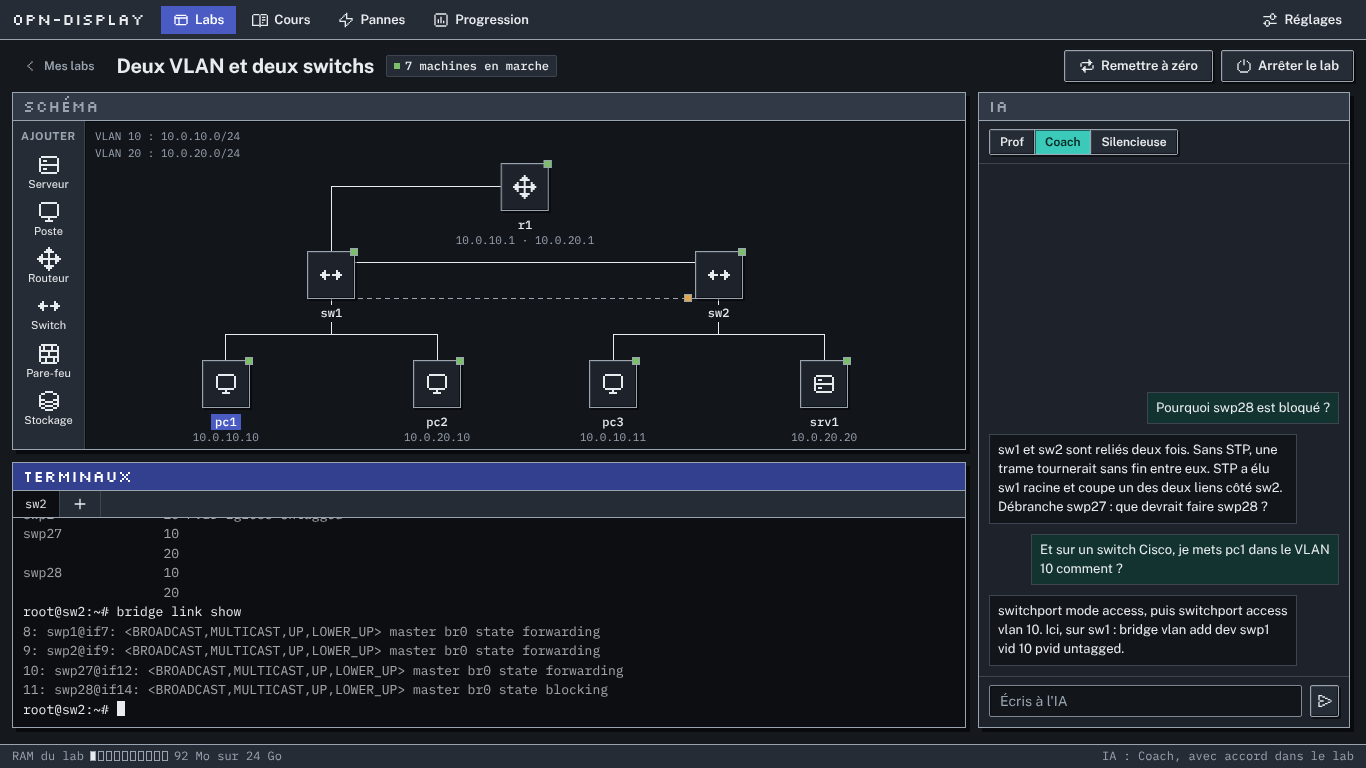 OPN-DISPLAY
Labs
Cours
Pannes
Progression
Réglages
Mes labs
Deux VLAN et deux switchs
7 machines en marche
Remettre à zéro
Arrêter le lab
SCHÉMA
AJOUTER
Serveur
Poste
Routeur
Switch
Pare-feu
Stockage
VLAN 10 : 10.0.10.0/24
VLAN 20 : 10.0.20.0/24
r1
10.0.10.1 · 10.0.20.1
sw1
sw2
pc1
10.0.10.10
pc2
10.0.20.10
pc3
10.0.10.11
srv1
10.0.20.20
TERMINAUX
sw2
+
swp27 10
20
swp28 10
20
root@sw2:~# bridge link show
8: swp1@if7: <BROADCAST,MULTICAST,UP,LOWER_UP> master br0 state forwarding
9: swp2@if9: <BROADCAST,MULTICAST,UP,LOWER_UP> master br0 state forwarding
10: swp27@if12: <BROADCAST,MULTICAST,UP,LOWER_UP> master br0 state forwarding
11: swp28@if14: <BROADCAST,MULTICAST,UP,LOWER_UP> master br0 state blocking
root@sw2:~#
IA
Prof
Coach
Silencieuse
Pourquoi swp28 est bloqué ?
sw1 et sw2 sont reliés deux fois. Sans STP, une
trame tournerait sans fin entre eux. STP a élu
sw1 racine et coupe un des deux liens côté sw2.
Débranche swp27 : que devrait faire swp28 ?
Et sur un switch Cisco, je mets pc1 dans le VLAN
10 comment ?
switchport mode access, puis switchport access
vlan 10. Ici, sur sw1 : bridge vlan add dev swp1
vid 10 pvid untagged.
Écris à l'IA
RAM du lab
92 Mo sur 24 Go
IA : Coach, avec accord dans le lab